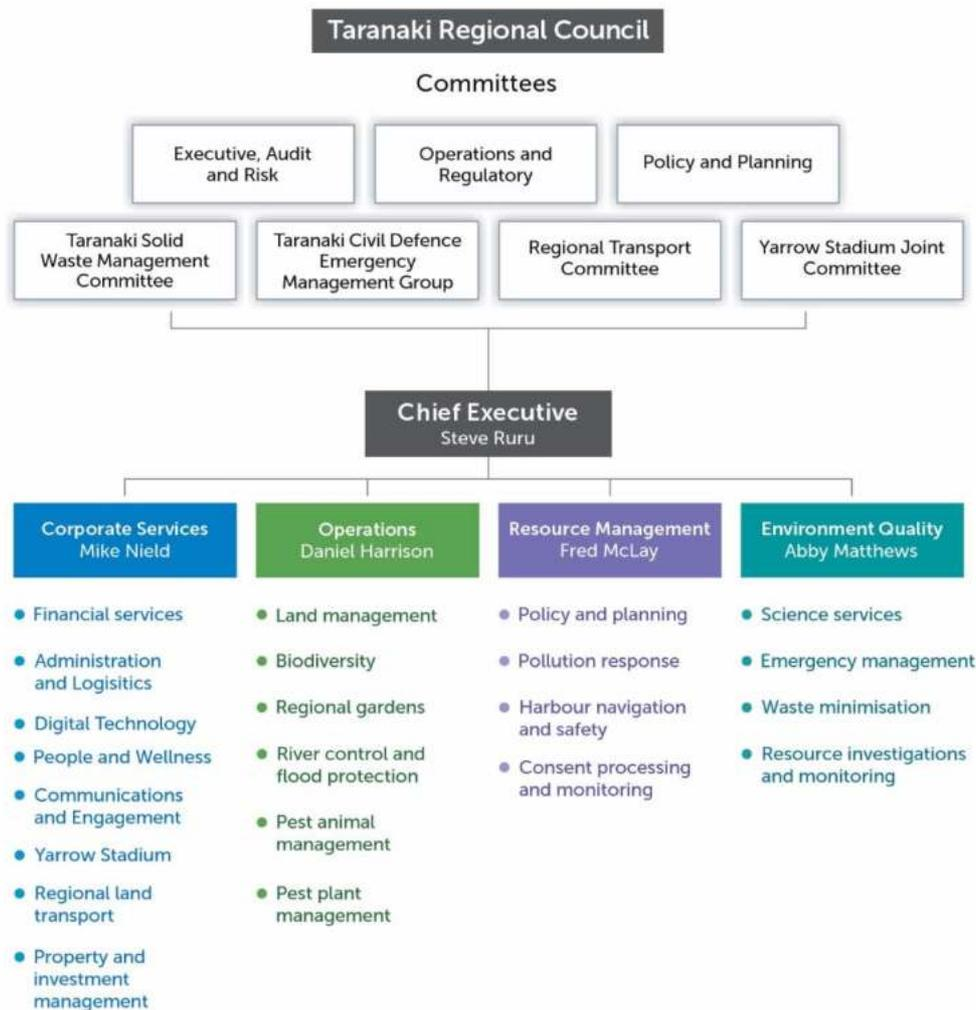 Taranaki Regional Council
Committees
Executive, Audit
and Risk
Operations and
Regulatory
Policy and Planning
Taranaki Solid
Waste Management
Committee
Taranaki Civil Defence
Emergency
Management Group
Regional Transport
Committee
Yarrow Stadium Joint
Committee
Chief Executive
Steve Ruru
Corporate Services
Mike Nield
Financial services
Administration
and Logisitics
Digital Technology
People and Wellness
Communications
and Engagement
Yarrow Stadium
Regional land
transport
Property and
investment
management
Operations
Daniel Harrison
Land management
Biodiversity
Regional gardens
River control and
flood protection
Pest animal
management
Pest plant
management
Resource Management
Fred McLay
Policy and planning
Pollution response
Harbour navigation
and safety
Consent processing
and monitoring
Environment Quality
Abby Matthews
Science services
Emergency management
Waste minimisation
Resource investigations
and monitoring